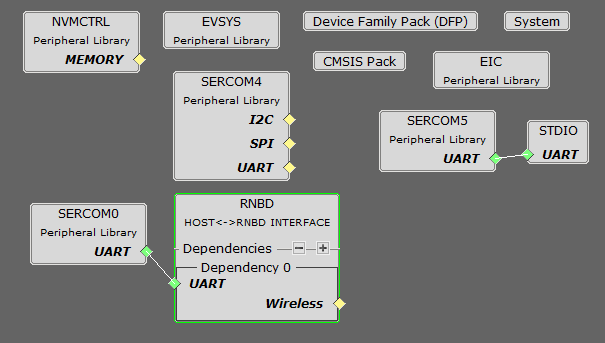 NVMCTRL
Peripheral Library
MEMORY
EVSYS
Peripheral Library
Device Family Pack (DFP)
System
CMSIS Pack
EIC
Peripheral Library
SERCOM4
Peripheral Library
I2C
SPI
UART
SERCOM5
Peripheral Library
UART
STDIO
UART
SERCOM0
Peripheral Library
UART
RNBD
HOST<->RNBD INTERFACE
Dependencies
Dependency 0
UART
Wireless